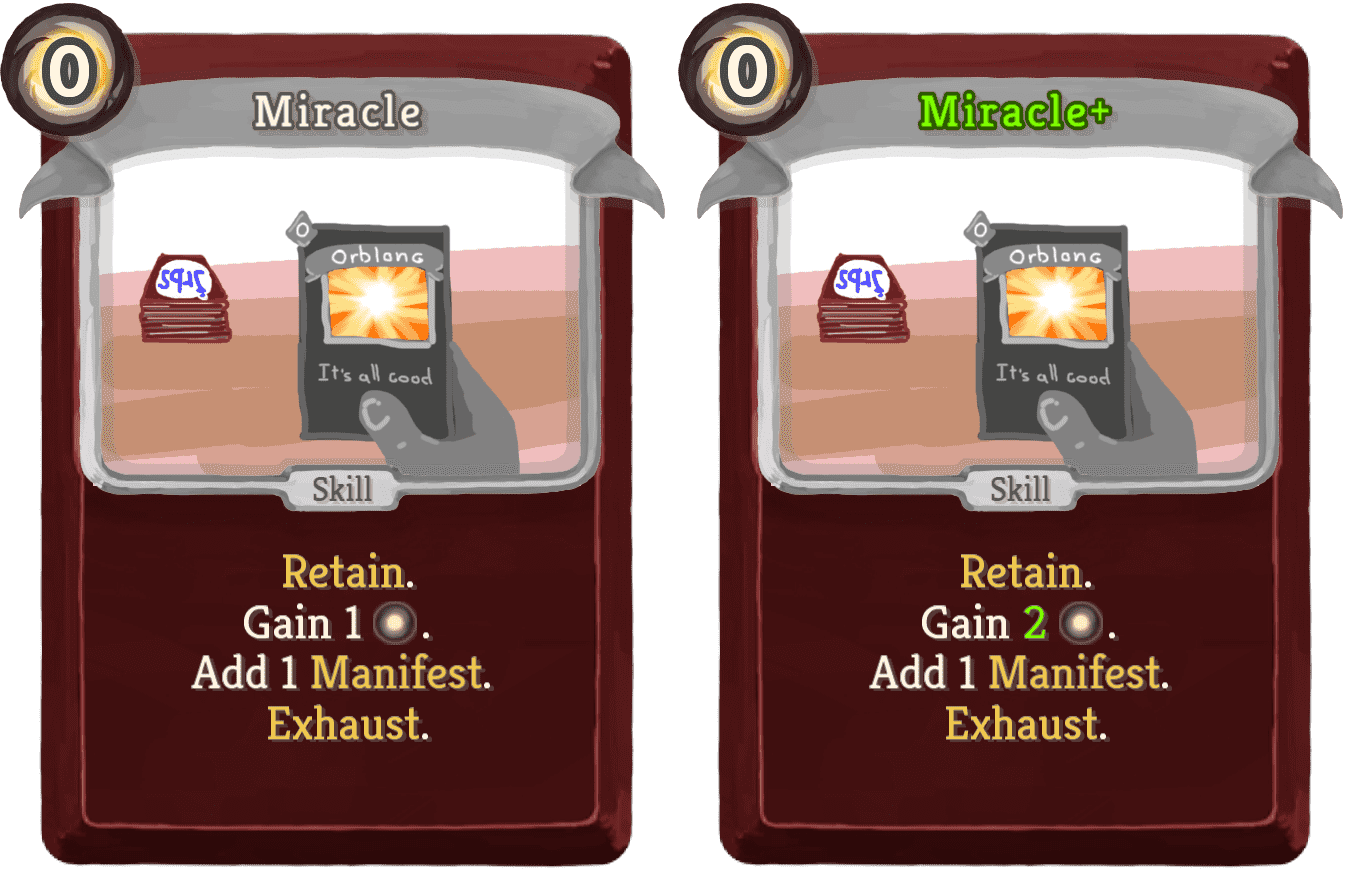 0
Miracle
0
Orblang
It's all good
Skill
Retain.
Gain 1 .
Add 1 Manifest.
Exhaust.
0
Miracle+
0
Orblang
It's all good
Skill
Retain.
Gain 2 .
Add 1 Manifest.
Exhaust.